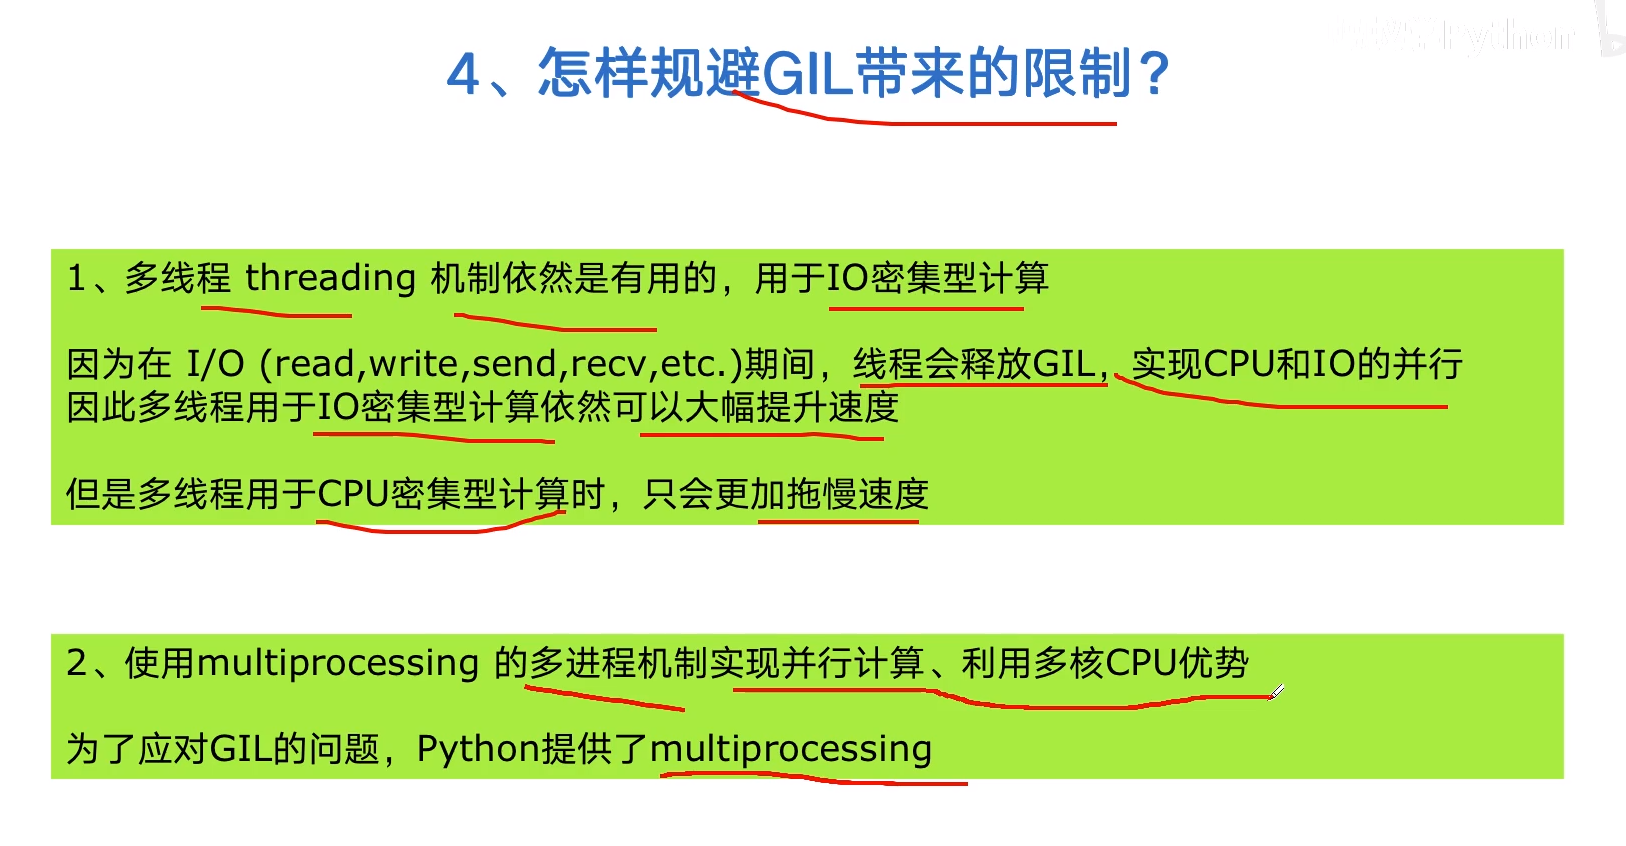 4、怎样规避GIL带来的限制？
1、多线程 threading 机制依然是有用的，用于IO密集型计算
因为在 I/O (read,write,send,recv,etc.)期间，线程会释放GIL，实现CPU和IO的并行
因此多线程用于IO密集型计算依然可以大幅提升速度
但是多线程用于CPU密集型计算时，只会更加拖慢速度
2、使用multiprocessing 的多进程机制实现并行计算、利用多核CPU优势
为了应对GIL的问题，Python提供了multiprocessing